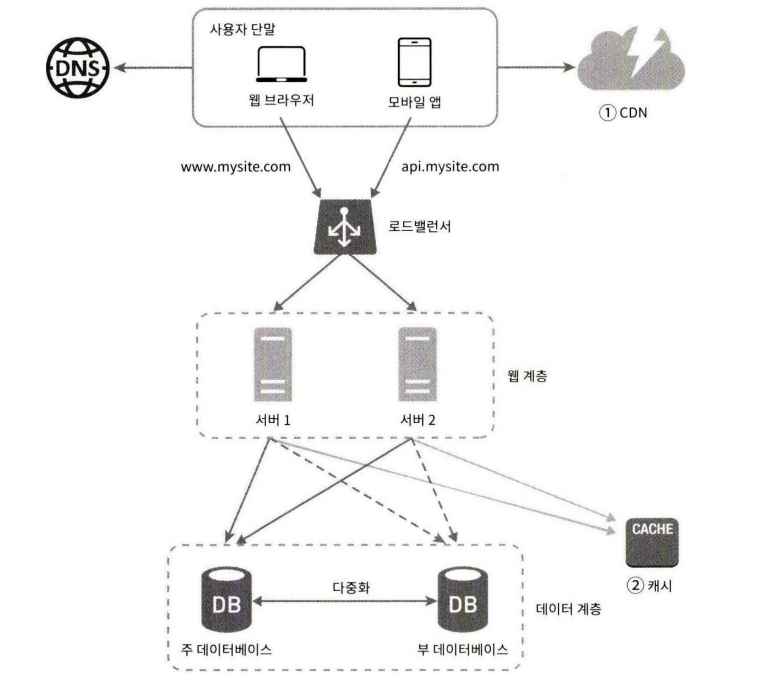 사용자 단말
DNS
웹 브라우저
모바일 앱
① CDN
www.mysite.com
api.mysite.com
로드밸런서
웹 계층
서버 1
서버 2
CACHE
② 캐시
다중화
DB
DB
데이터 계층
주 데이터베이스
부 데이터베이스